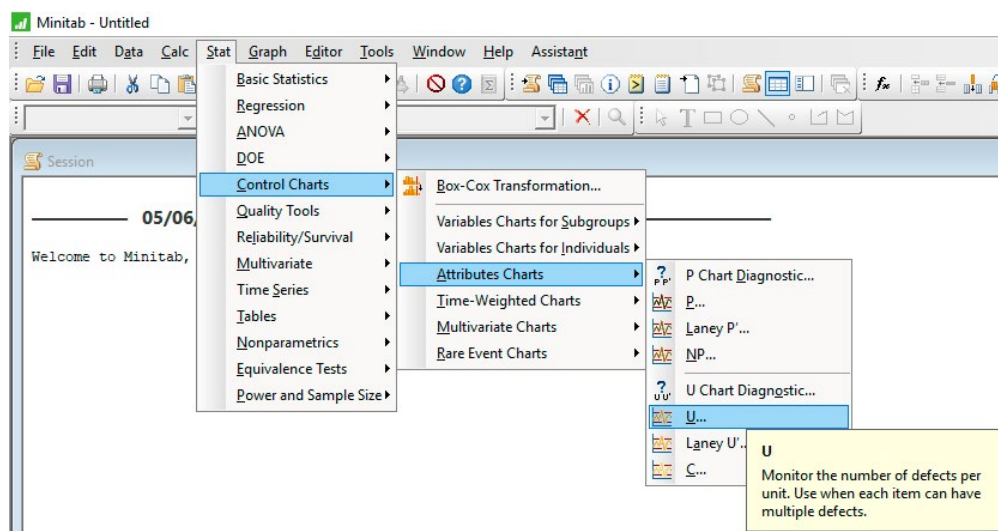 Minitab - Untitled
File Edit Data Calc Stat Graph Editor Tools Window Help Assistant
Session
05/06/
Welcome to Minitab,
Basic Statistics
Regression
ANOVA
DOE
Control Charts
Quality Tools
Reliability/Survival
Multivariate
Time Series
Tables
Nonparametrics
Equivalence Tests
Power and Sample Size
Box-Cox Transformation...
Variables Charts for Subgroups
Variables Charts for Individuals
Attributes Charts
Time-Weighted Charts
Multivariate Charts
Rare Event Charts
P Chart Diagnostic...
P...
Laney P'...
NP...
U Chart Diagnostic...
U...
Laney U'..
C...
U
Monitor the number of defects per
unit. Use when each item can have
multiple defects.